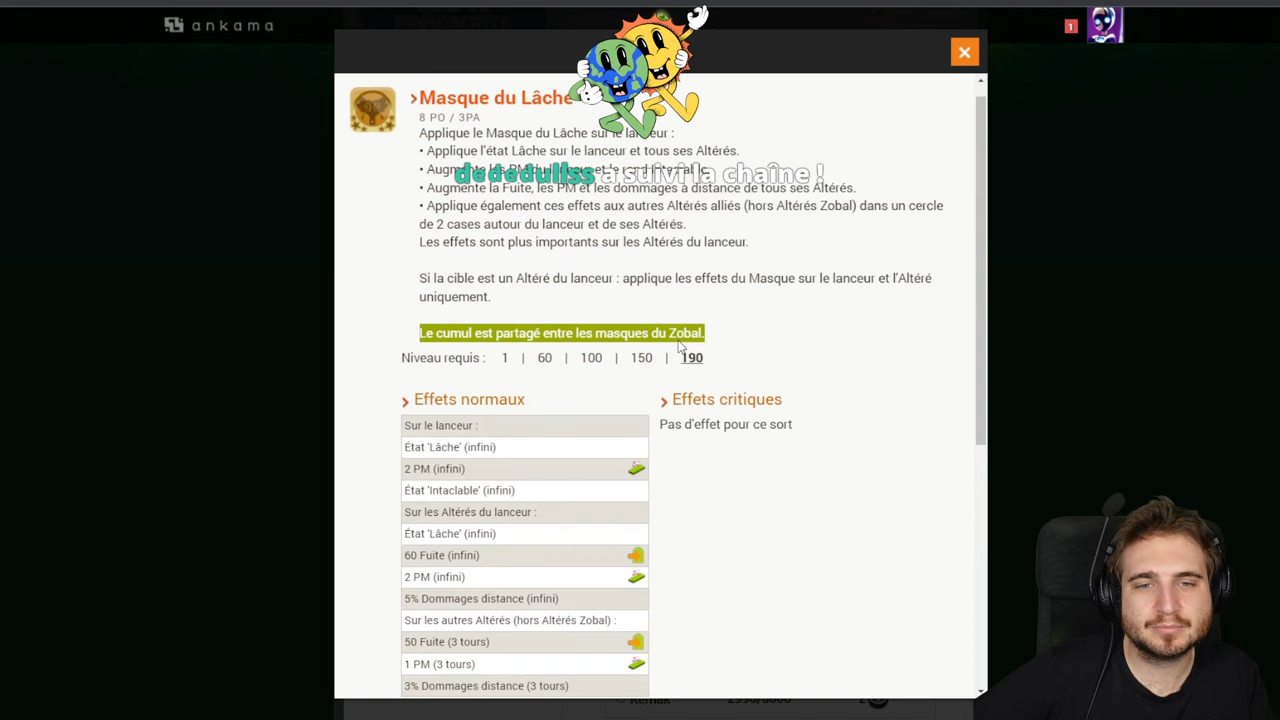 ankama
1
Masque du Lâche
8 PO / 3PA
Applique le Masque du Lâche sur le lanceur :
• Applique l'état Lâche sur le lanceur et tous ses Altérés.
• Augmente les PM du lanceur et le rend Intaclable.
dededullss a suivi la chaîne !
• Augmente la Fuite, les PM et les dommages à distance de tous ses Altérés.
• Applique également ces effets aux autres Altérés alliés (hors Altérés Zobal) dans un cercle
de 2 cases autour du lanceur et de ses Altérés.
Les effets sont plus importants sur les Altérés du lanceur.
Si la cible est un Altéré du lanceur : applique les effets du Masque sur le lanceur et l'Altéré
uniquement.
Le cumul est partagé entre les masques du Zobal.
Niveau requis : 1 | 60 | 100 | 150 | 190
Effets normaux
Effets critiques
Sur le lanceur :
Pas d'effet pour ce sort
État 'Lâche' (infini)
2 PM (infini)
État 'Intaclable' (infini)
Sur les Altérés du lanceur :
État 'Lâche' (infini)
60 Fuite (infini)
2 PM (infini)
5% Dommages distance (infini)
Sur les autres Altérés (hors Altérés Zobal) :
50 Fuite (3 tours)
1 PM (3 tours)
3% Dommages distance (3 tours)